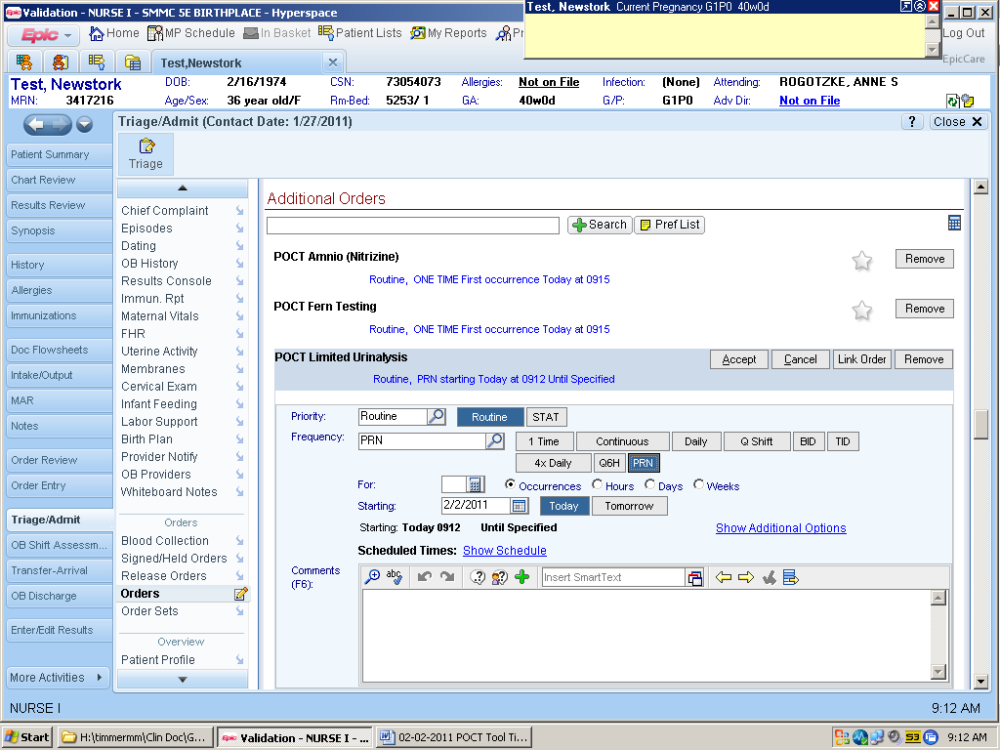 Epic Validation - NURSE I - SMMC 5E BIRTHPLACE - Hyperspace
Test, Newstork Current Pregnancy G1P0 40w0d
Epic
Home
MP Schedule
In Basket
Patient Lists
My Reports
Log Out
EpicCare
Test,Newstork
Test, Newstork
DOB: 2/16/1974
CSN: 73054073
Allergies: Not on File
Infection: (None)
Attending: ROGOTZKE, ANNE S
MRN: 3417216
Age/Sex: 36 year old/F
Rm-Bed: 5253/ 1
GA: 40w0d
G/P: G1P0
Adv Dir: Not on File
Triage/Admit (Contact Date: 1/27/2011)
?
Close
Triage
Patient Summary
Chart Review
Results Review
Synopsis
History
Allergies
Immunizations
Doc Flowsheets
Intake/Output
MAR
Notes
Order Review
Order Entry
Triage/Admit
OB Shift Assessm...
Transfer-Arrival
OB Discharge
Enter/Edit Results
More Activities
Chief Complaint
Episodes
Dating
OB History
Results Console
Immun. Rpt
Maternal Vitals
FHR
Uterine Activity
Membranes
Cervical Exam
Infant Feeding
Labor Support
Birth Plan
Provider Notify
OB Providers
Whiteboard Notes
Orders
Blood Collection
Signed/Held Orders
Release Orders
Orders
Order Sets
Overview
Patient Profile
Additional Orders
Search
Pref List
POCT Amnio (Nitrizine)
Remove
Routine, ONE TIME First occurrence Today at 0915
POCT Fern Testing
Remove
Routine, ONE TIME First occurrence Today at 0915
POCT Limited Urinalysis
Accept
Cancel
Link Order
Remove
Routine, PRN starting Today at 0912 Until Specified
Priority: Routine
Routine
STAT
Frequency: PRN
1 Time
Continuous
Daily
Q Shift
BID
TID
4x Daily
Q6H
PRN
For:
Occurrences
Hours
Days
Weeks
Starting: 2/2/2011
Today
Tomorrow
Starting: Today 0912 Until Specified
Show Additional Options
Scheduled Times: Show Schedule
Comments
(F6):
abc
Insert SmartText
NURSE I
9:12 AM
Start
H:\timmermm\Clin Doc\G...
Epic Validation - NURSE I - ...
02-02-2011 POCT Tool Ti...
53
9:12 AM